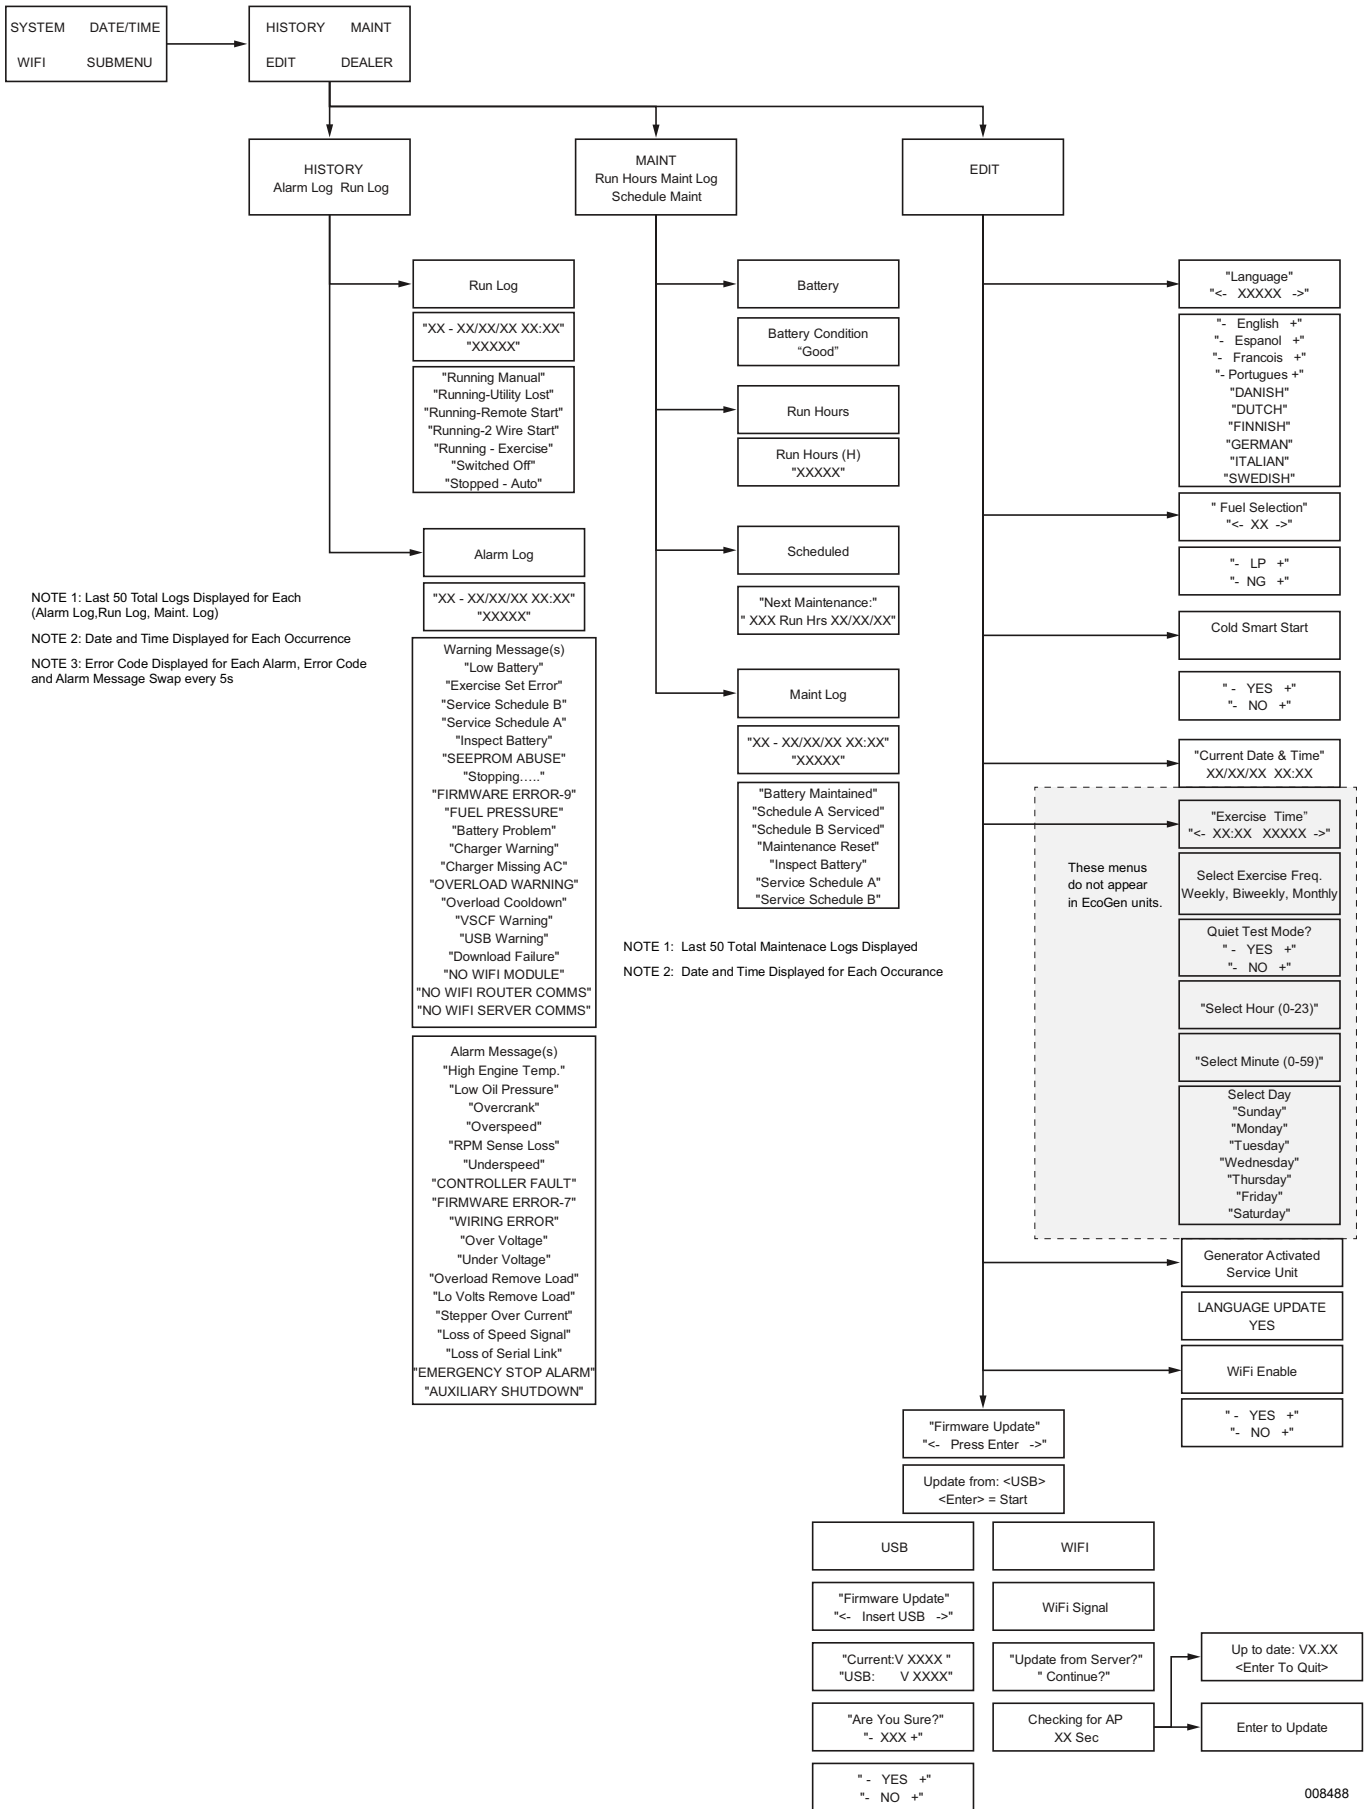 SYSTEM DATE/TIME
WIFI SUBMENU
HISTORY MAINT
EDIT DEALER
HISTORY
Alarm Log Run Log
MAINT
Run Hours Maint Log
Schedule Maint
EDIT
Run Log
"XX - XX/XX/XX XX:XX"
"XXXXX"
"Running Manual"
"Running-Utility Lost"
"Running-Remote Start"
"Running-2 Wire Start"
"Running - Exercise"
"Switched Off"
"Stopped - Auto"
Alarm Log
"XX - XX/XX/XX XX:XX"
"XXXXX"
Warning Message(s)
"Low Battery"
"Exercise Set Error"
"Service Schedule B"
"Service Schedule A"
"Inspect Battery"
"SEEPROM ABUSE"
"Stopping....."
"FIRMWARE ERROR-9"
"FUEL PRESSURE"
"Battery Problem"
"Charger Warning"
"Charger Missing AC"
"OVERLOAD WARNING"
"Overload Cooldown"
"VSCF Warning"
"USB Warning"
"Download Failure"
"NO WIFI MODULE"
"NO WIFI ROUTER COMMS"
"NO WIFI SERVER COMMS"
Alarm Message(s)
"High Engine Temp."
"Low Oil Pressure"
"Overcrank"
"Overspeed"
"RPM Sense Loss"
"Underspeed"
"CONTROLLER FAULT"
"FIRMWARE ERROR-7"
"WIRING ERROR"
"Over Voltage"
"Under Voltage"
"Overload Remove Load"
"Lo Volts Remove Load"
"Stepper Over Current"
"Loss of Speed Signal"
"Loss of Serial Link"
"EMERGENCY STOP ALARM"
"AUXILIARY SHUTDOWN"
NOTE 1: Last 50 Total Logs Displayed for Each
(Alarm Log,Run Log, Maint. Log)
NOTE 2: Date and Time Displayed for Each Occurrence
NOTE 3: Error Code Displayed for Each Alarm, Error Code
and Alarm Message Swap every 5s
Battery
Battery Condition
“Good”
Run Hours
Run Hours (H)
"XXXXX"
Scheduled
"Next Maintenance:"
" XXX Run Hrs XX/XX/XX"
Maint Log
"XX - XX/XX/XX XX:XX"
"XXXXX"
"Battery Maintained"
"Schedule A Serviced"
"Schedule B Serviced"
"Maintenance Reset"
"Inspect Battery"
"Service Schedule A"
"Service Schedule B"
NOTE 1: Last 50 Total Maintenace Logs Displayed
NOTE 2: Date and Time Displayed for Each Occurance
"Language"
"<- XXXXX ->"
"- English +"
"- Espanol +"
"- Francois +"
"- Portugues +"
"DANISH"
"DUTCH"
"FINNISH"
"GERMAN"
"ITALIAN"
"SWEDISH"
" Fuel Selection"
"<- XX ->"
"- LP +"
"- NG +"
Cold Smart Start
" - YES +"
"- NO +"
"Current Date & Time"
XX/XX/XX XX:XX
These menus
do not appear
in EcoGen units.
"Exercise Time”
"<- XX:XX XXXXX ->"
Select Exercise Freq.
Weekly, Biweekly, Monthly
Quiet Test Mode?
" - YES +"
"- NO +"
"Select Hour (0-23)"
"Select Minute (0-59)"
Select Day
"Sunday"
"Monday"
"Tuesday"
"Wednesday"
"Thursday"
"Friday"
"Saturday"
Generator Activated
Service Unit
LANGUAGE UPDATE
YES
WiFi Enable
" - YES +"
"- NO +"
"Firmware Update"
"<- Press Enter ->"
Update from: <USB>
<Enter> = Start
USB
"Firmware Update"
"<- Insert USB ->"
"Current:V XXXX "
"USB: V XXXX"
"Are You Sure?"
"- XXX +"
" - YES +"
"- NO +"
WIFI
WiFi Signal
"Update from Server?"
" Continue?"
Checking for AP
XX Sec
Up to date: VX.XX
<Enter To Quit>
Enter to Update
008488